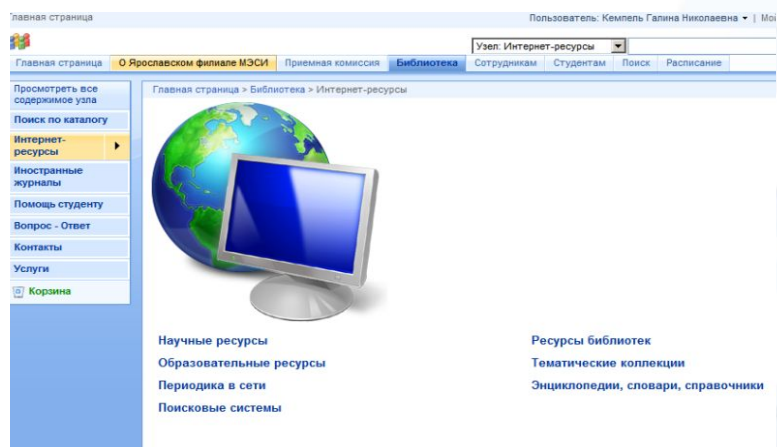 Главная страница
Пользователь: Кемпель Галина Николаевна
Узел: Интернет-ресурсы
Главная страница О Ярославском филиале МЭСИ Приемная комиссия Библиотека Сотрудникам Студентам Поиск Расписание
Просмотреть все
содержимое узла
Поиск по каталогу
Интернет-
ресурсы
Иностранные
журналы
Помощь студенту
Вопрос - Ответ
Контакты
Услуги
Корзина
Главная страница > Библиотека > Интернет-ресурсы
Научные ресурсы
Образовательные ресурсы
Периодика в сети
Поисковые системы
Ресурсы библиотек
Тематические коллекции
Энциклопедии, словари, справочники